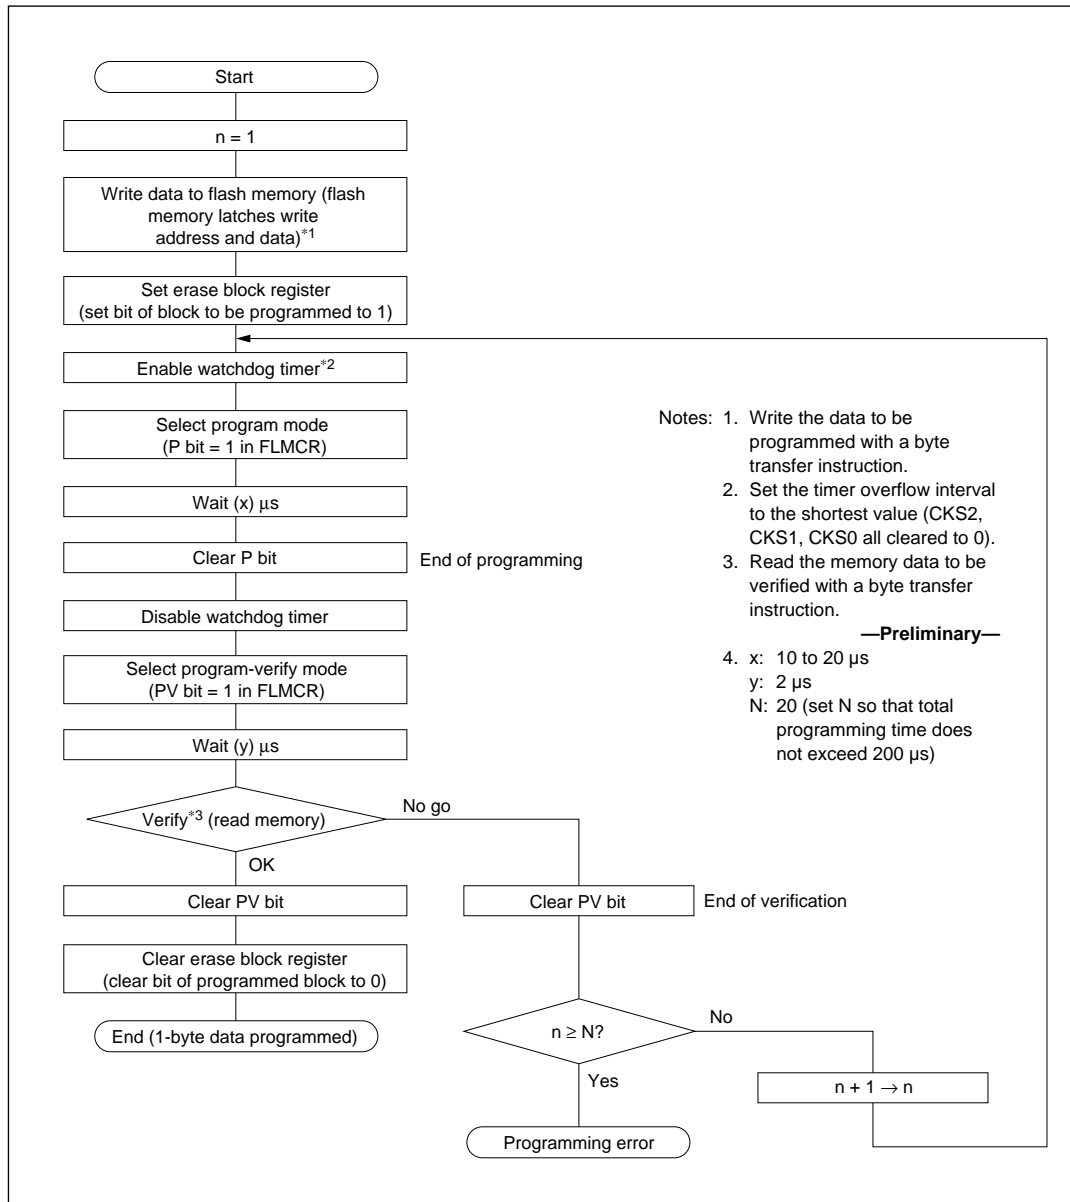 Start
n = 1
Write data to flash memory (flash
memory latches write
address and data)*1
Set erase block register
(set bit of block to be programmed to 1)
Enable watchdog timer*2
Select program mode
(P bit = 1 in FLMCR)
Wait (x) μs
Clear P bit
End of programming
Disable watchdog timer
Select program-verify mode
(PV bit = 1 in FLMCR)
Wait (y) μs
Verify*3 (read memory)
No go
OK
Clear PV bit
Clear erase block register
(clear bit of programmed block to 0)
End (1-byte data programmed)
Clear PV bit
End of verification
n ≥ N?
No
Yes
n + 1 → n
Programming error
Notes: 1. Write the data to be
programmed with a byte
transfer instruction.
2. Set the timer overflow interval
to the shortest value (CKS2,
CKS1, CKS0 all cleared to 0).
3. Read the memory data to be
verified with a byte transfer
instruction.
—Preliminary—
4. x: 10 to 20 µs
y: 2 µs
N: 20 (set N so that total
programming time does
not exceed 200 µs)